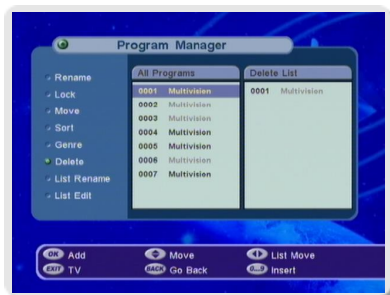 Program Manager
Rename
Lock
Move
Sort
Genre
Delete
List Rename
List Edit
All Programs
0001 Multivision
0002 Multivision
0003 Multivision
0004 Multivision
0005 Multivision
0006 Multivision
0007 Multivision
Delete List
0001 Multivision
OK Add
Move
List Move
EXIT TV
BACK Go Back
0...9 Insert